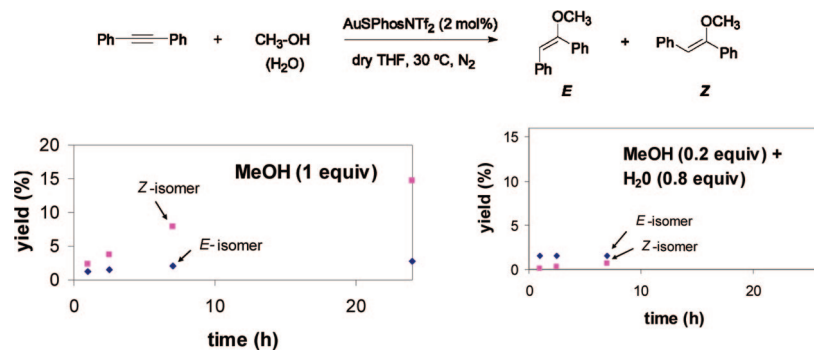 Ph Ph + CH₃-OH AuSPhosNTf₂ (2 mol%) OCH₃ + OCH₃
(H₂O) dry THF, 30 ºC, N₂ Ph Ph Ph
Ph
E Z
20
15
10
5
0
yield (%)
MeOH (1 equiv)
Z-isomer
E-isomer
0 10 20
time (h)
15
10
5
0
yield (%)
MeOH (0.2 equiv) +
H₂0 (0.8 equiv)
E-isomer
Z-isomer
0 10 20
time (h)